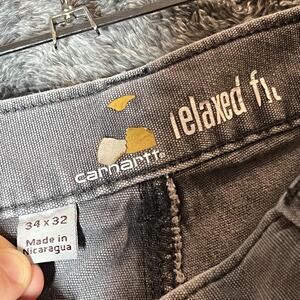 relaxed fit
carhartt
34 x 32
Made in
Nicaragua